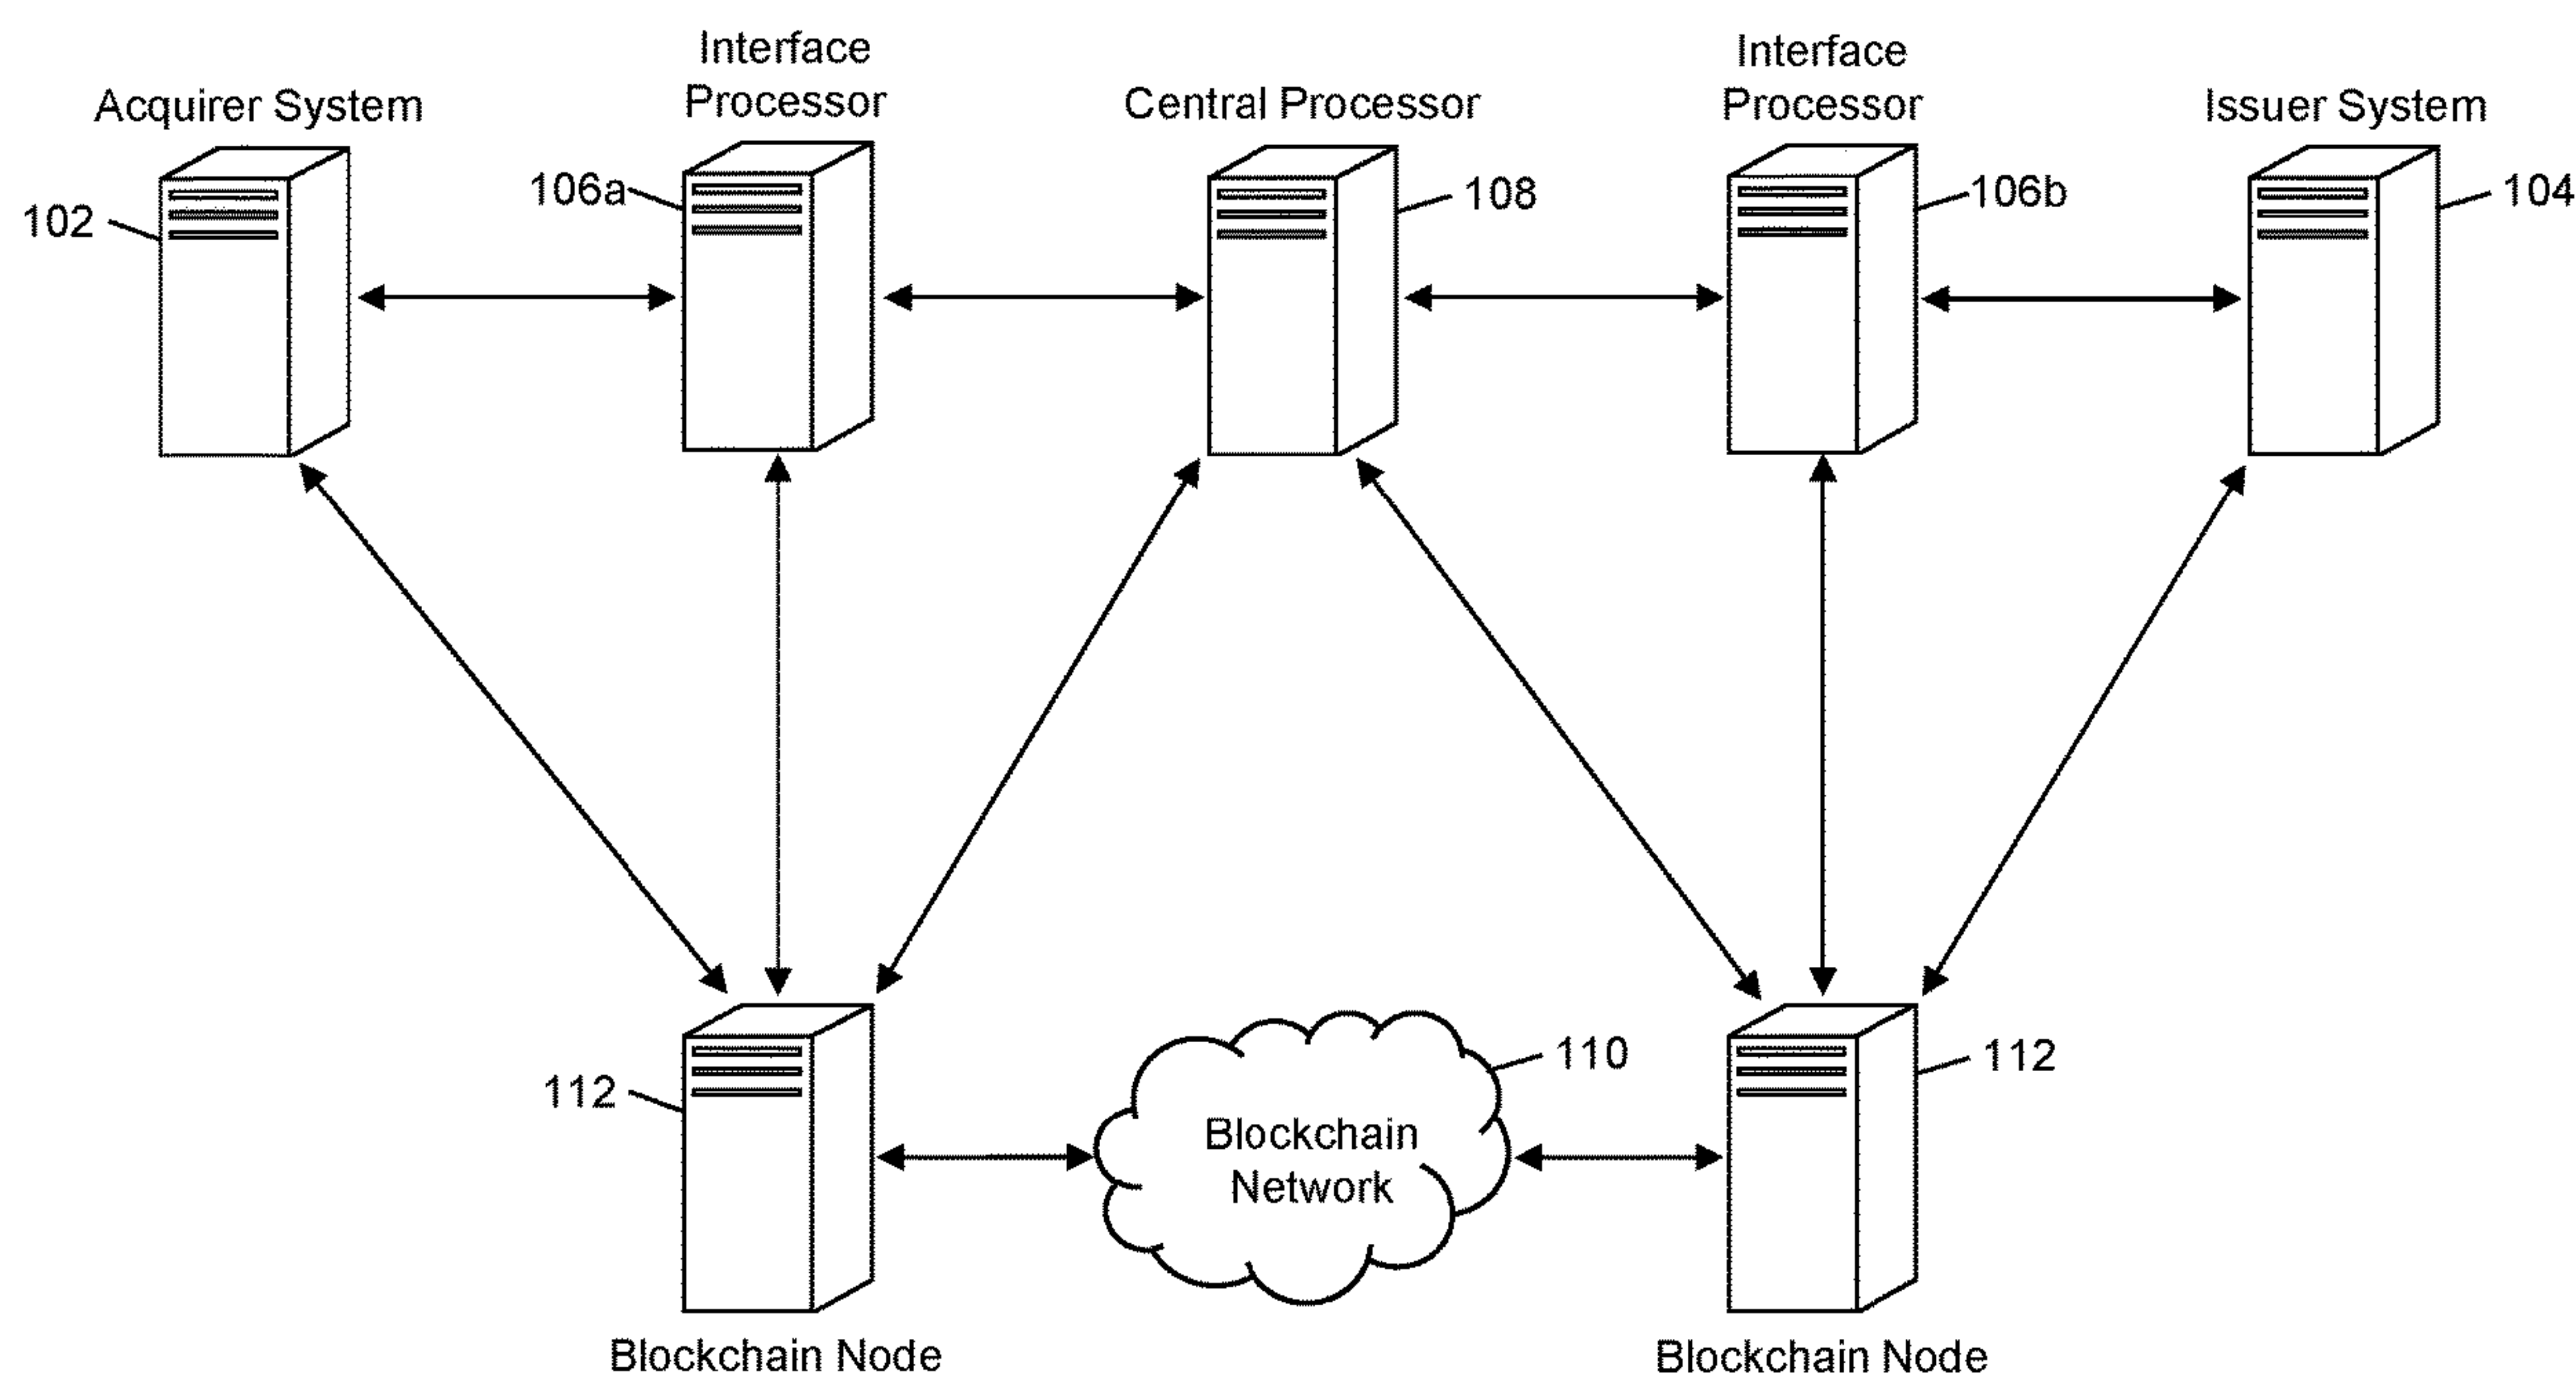 Interface
Processor
Interface
Processor
Acquirer System
Central Processor
Issuer System
102
106a
108
106b
104
112
110
112
Blockchain
Network
Blockchain Node
Blockchain Node